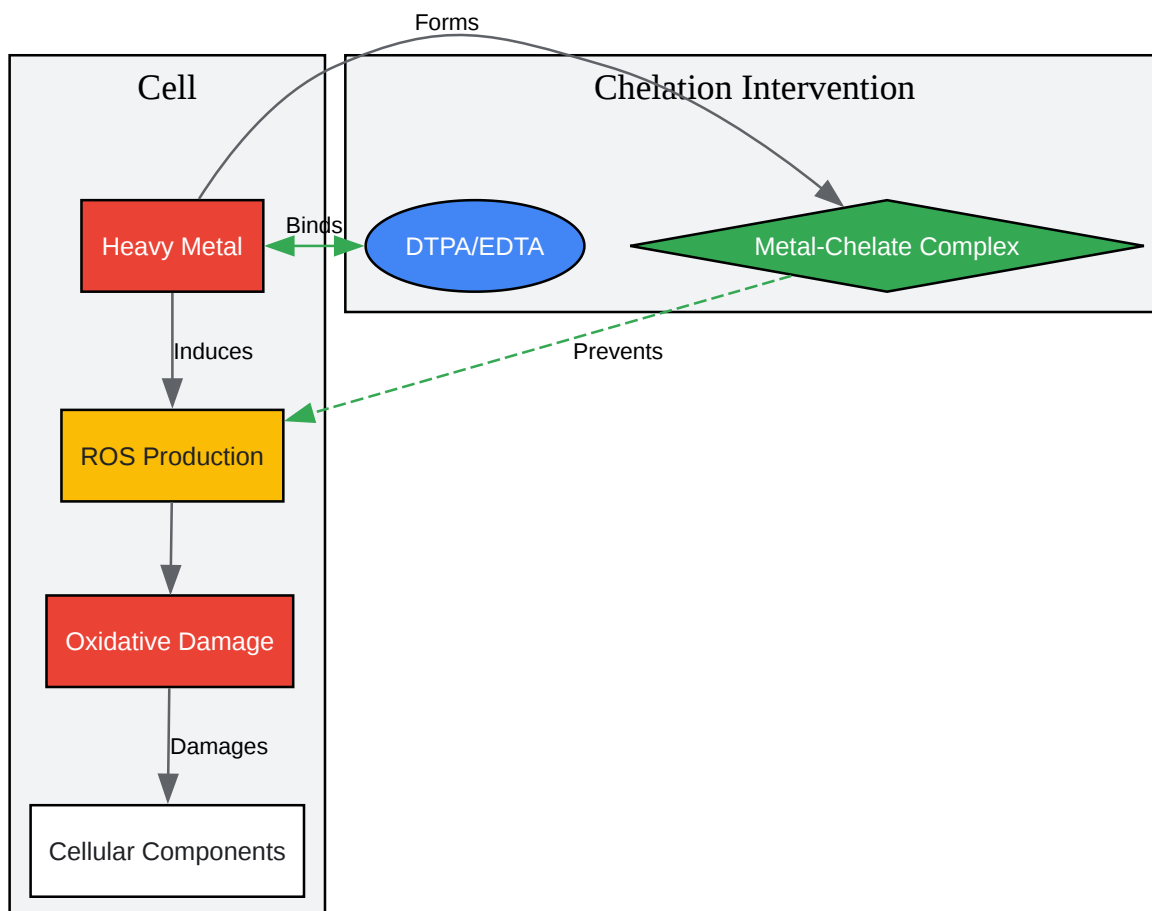 Forms
Cell
Chelation Intervention
Heavy Metal
Binds
DTPA/EDTA
Metal-Chelate Complex
Induces
Prevents
ROS Production
Oxidative Damage
Damages
Cellular Components